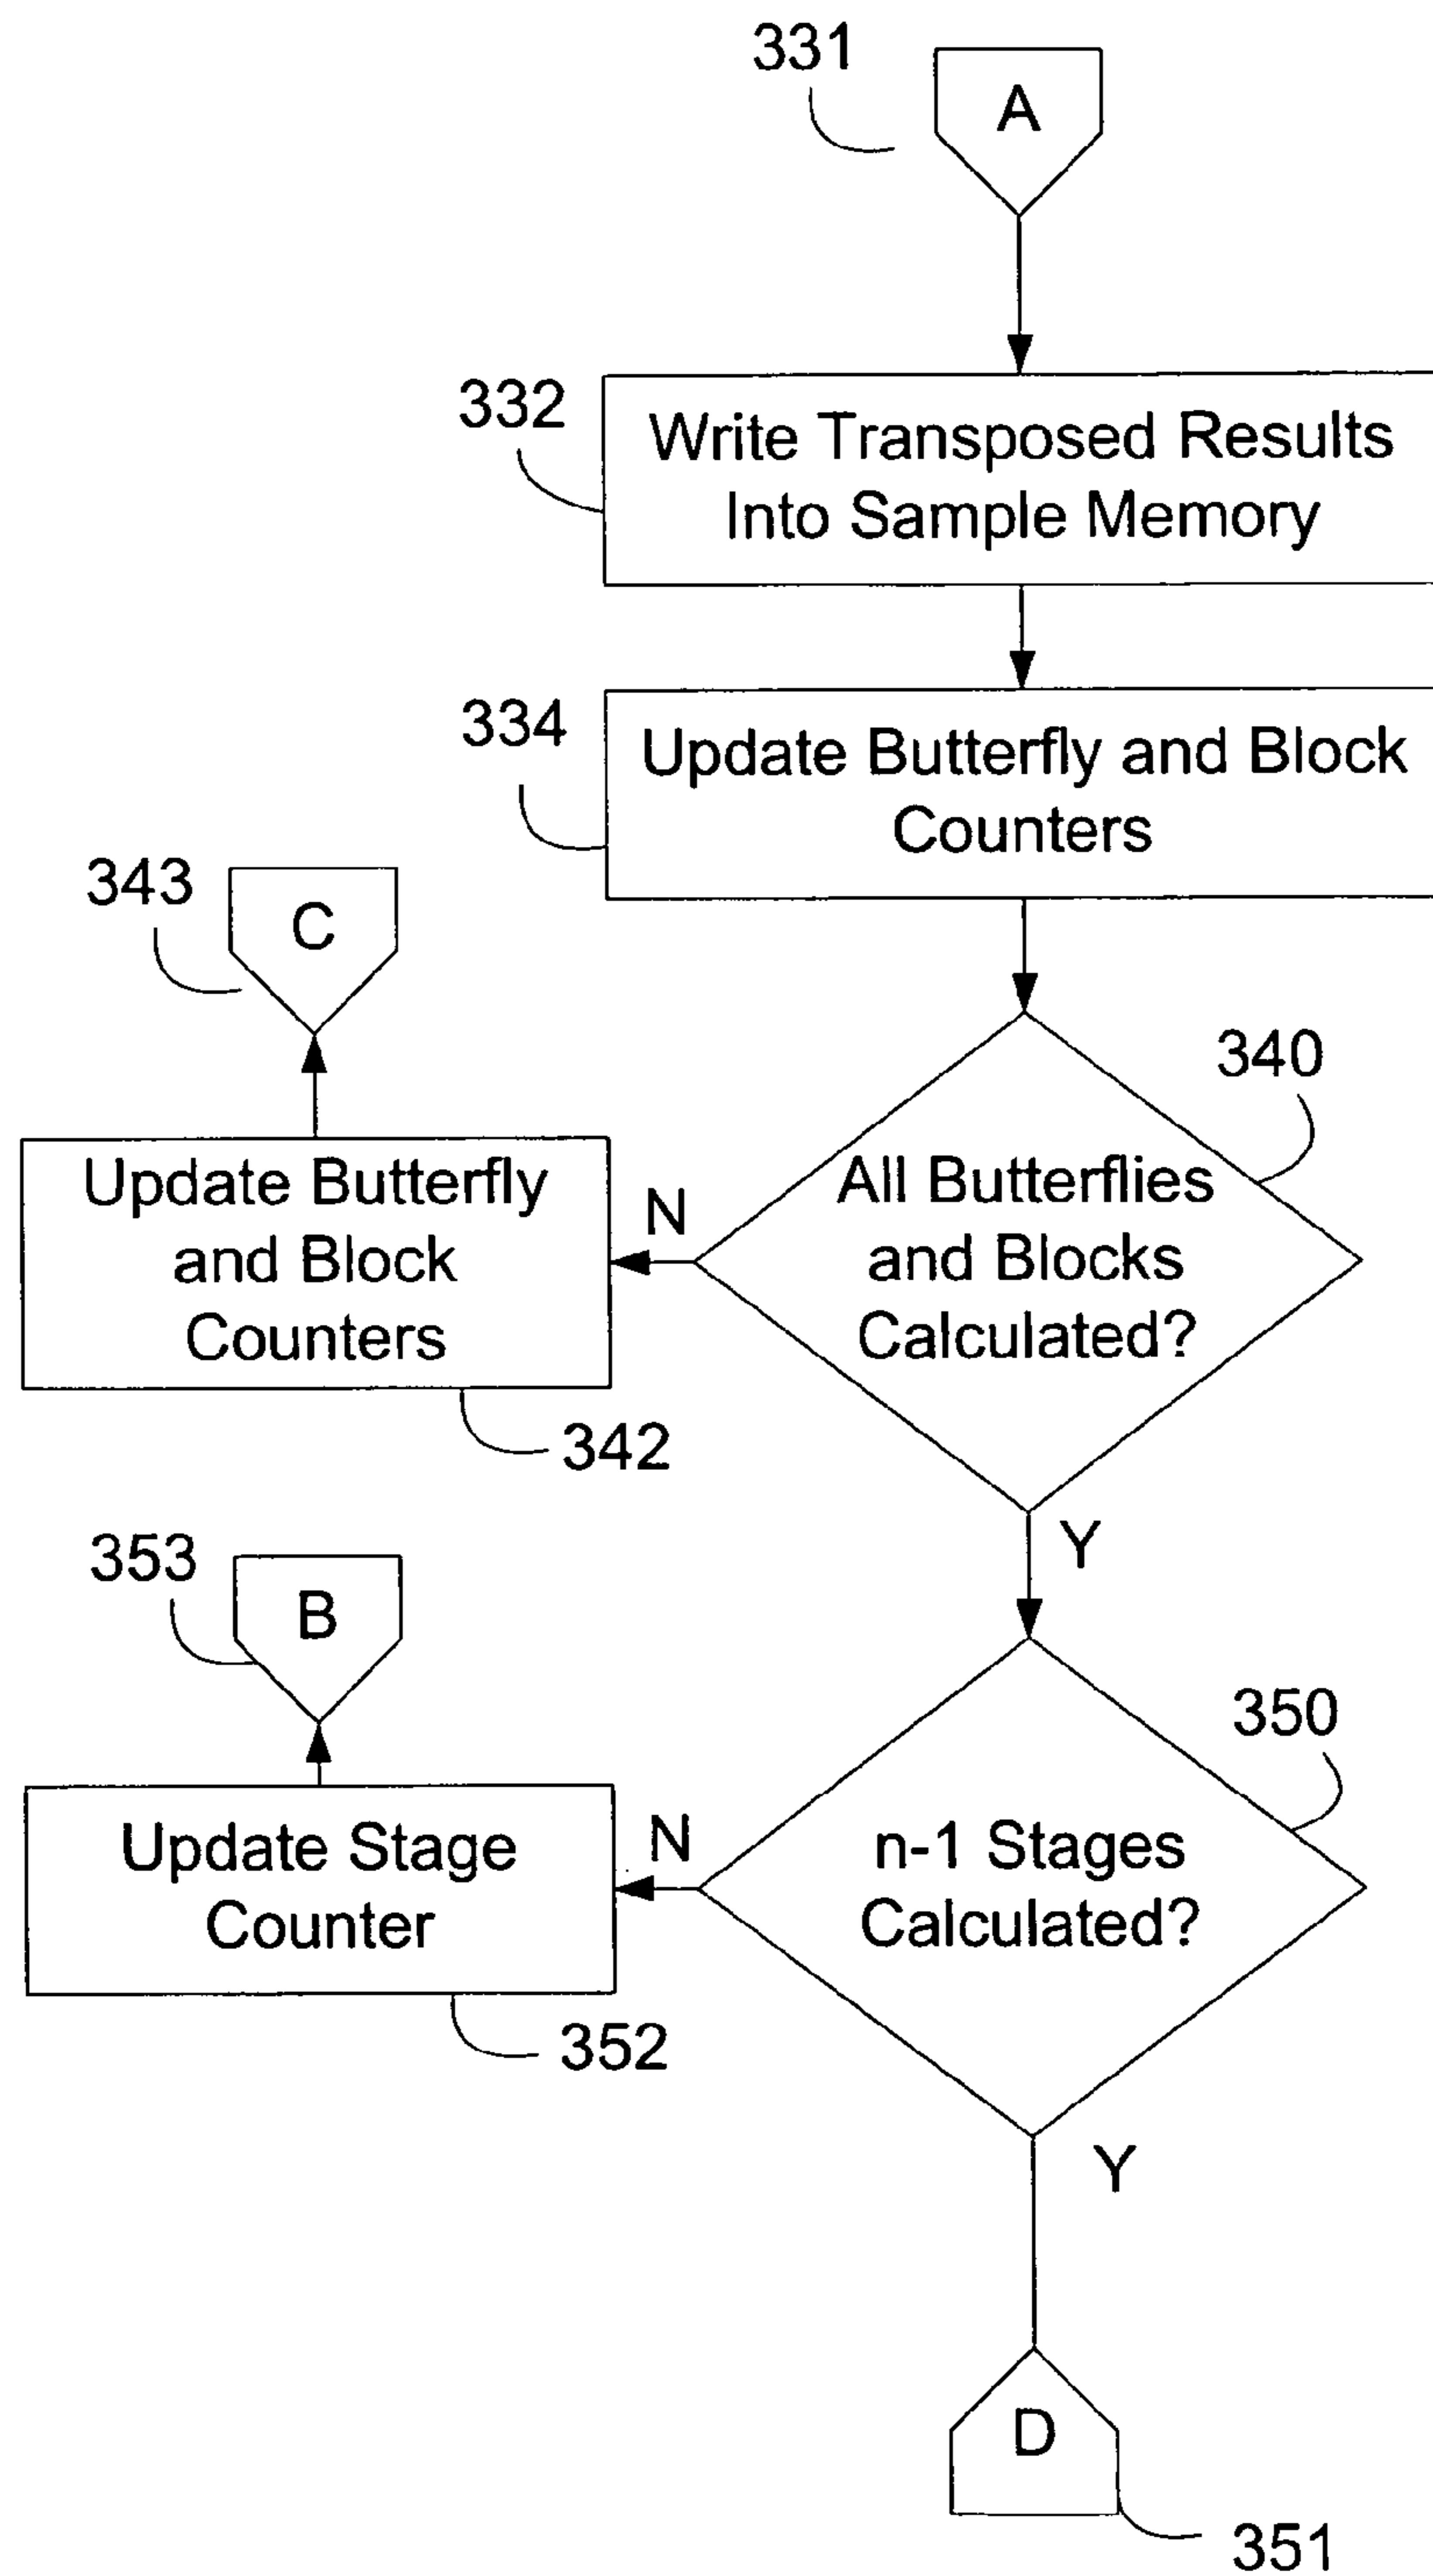 331
A
332
Write Transposed Results
Into Sample Memory
334
Update Butterfly and Block
Counters
343
C
340
Update Butterfly
and Block
Counters
N
All Butterflies
and Blocks
Calculated?
342
Y
353
B
350
Update Stage
Counter
N
n-1 Stages
Calculated?
352
Y
D
351